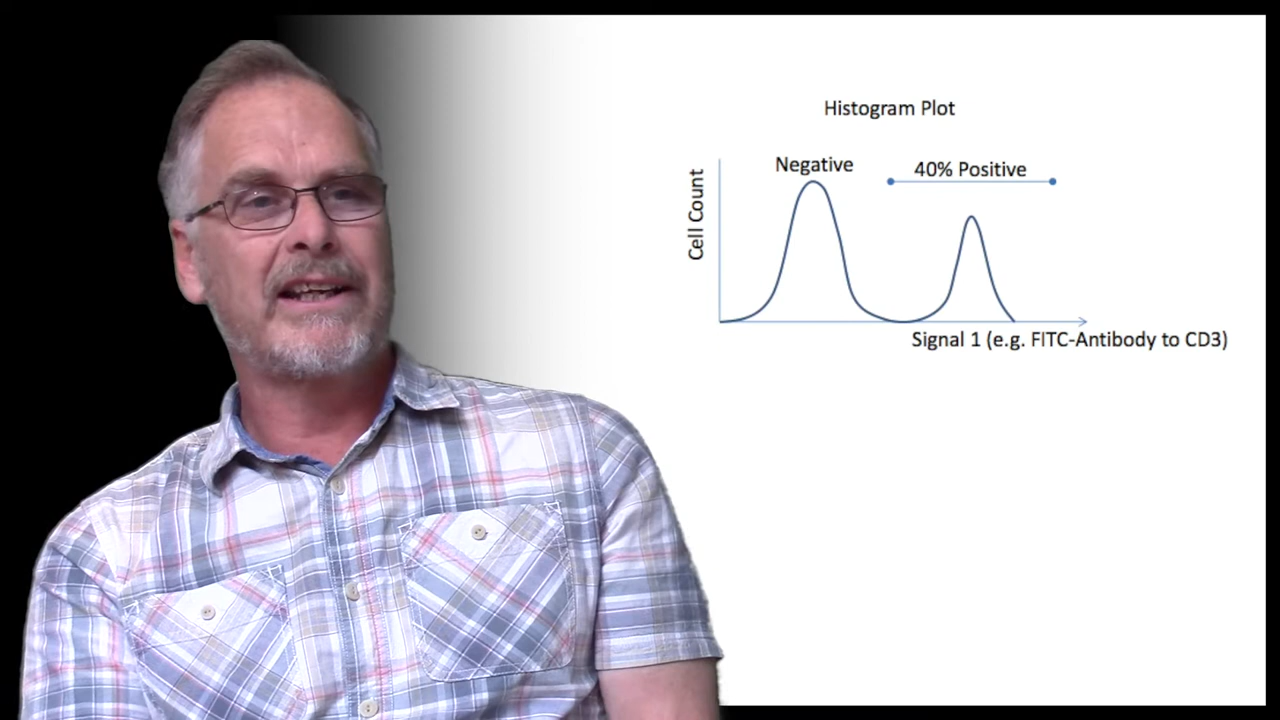 Histogram Plot
Negative
40% Positive
Cell Count
Signal 1 (e.g. FITC-Antibody to CD3)